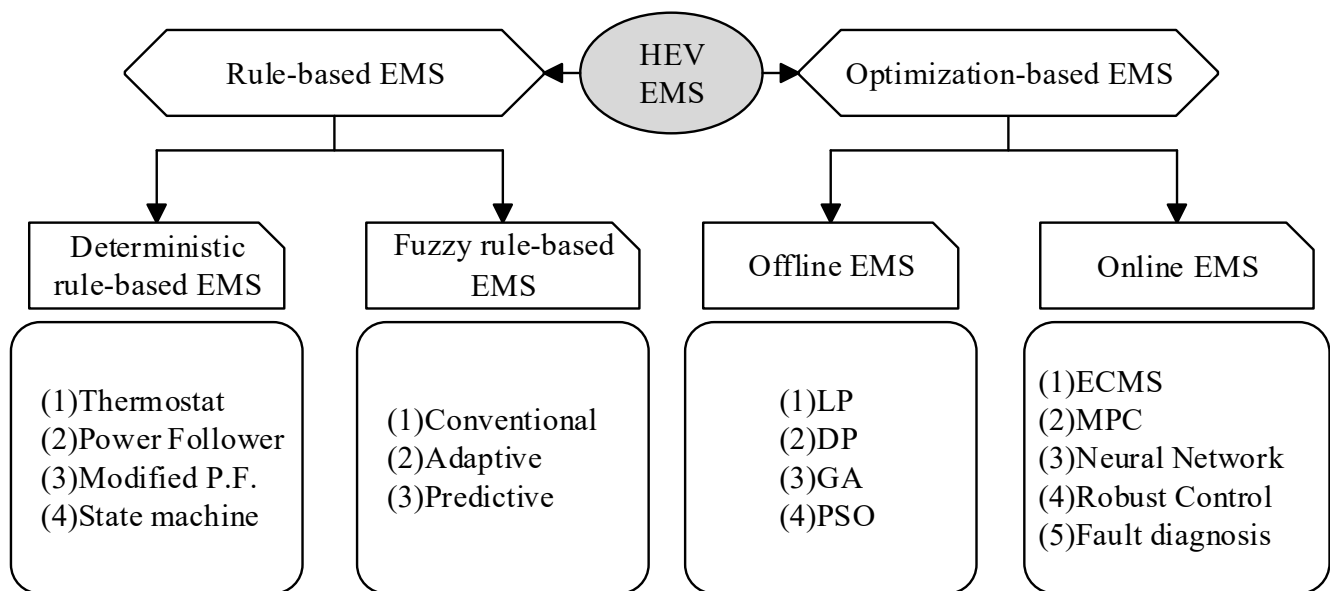 HEV
EMS
Rule-based EMS
Optimization-based EMS
Deterministic
rule-based EMS
Fuzzy rule-based
EMS
Offline EMS
Online EMS
(1)Thermostat
(2)Power Follower
(3)Modified P.F.
(4)State machine
(1)Conventional
(2)Adaptive
(3)Predictive
(1)LP
(2)DP
(3)GA
(4)PSO
(1)ECMS
(2)MPC
(3)Neural Network
(4)Robust Control
(5)Fault diagnosis